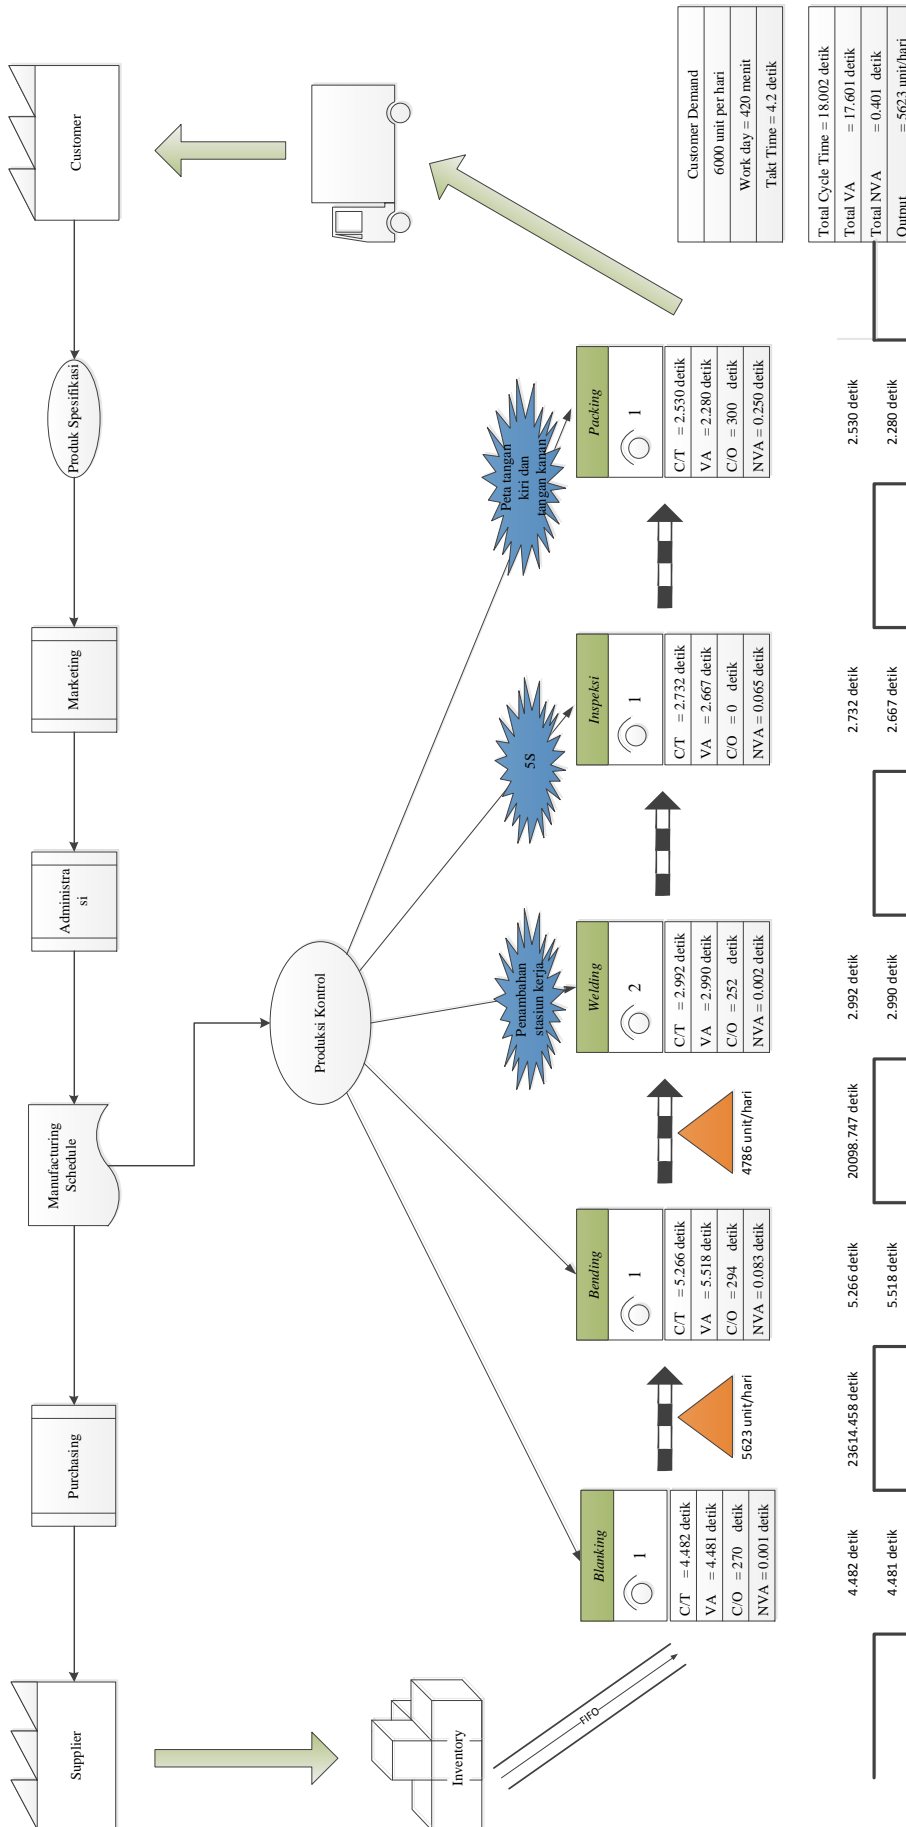 Supplier
Purchasing
Manufacturing
Schedule
Administra
si
Marketing
Produk Spesifikasi
Customer
Inventory
FIFO
Produksi Kontrol
Penambahan
stasiun kerja
5S
Peta tangan
kiri dan
tangan kanan
Blanking
1
C/T = 4.482 detik
VA = 4.481 detik
C/O = 270 detik
NVA = 0.001 detik
5623 unit/hari
Bending
1
C/T = 5.266 detik
VA = 5.518 detik
C/O = 294 detik
NVA = 0.083 detik
4786 unit/hari
Welding
2
C/T = 2.992 detik
VA = 2.990 detik
C/O = 252 detik
NVA = 0.002 detik
Inspeksi
1
C/T = 2.732 detik
VA = 2.667 detik
C/O = 0 detik
NVA = 0.065 detik
Packing
1
C/T = 2.530 detik
VA = 2.280 detik
C/O = 300 detik
NVA = 0.250 detik
Customer Demand
6000 unit per hari
Work day = 420 menit
Takt Time = 4.2 detik
4.482 detik
23614.458 detik
5.266 detik
20098.747 detik
2.992 detik
2.732 detik
2.530 detik
4.481 detik
5.518 detik
2.990 detik
2.667 detik
2.280 detik
Total Cycle Time = 18.002 detik
Total VA = 17.601 detik
Total NVA = 0.401 detik
Output = 5623 unit/hari